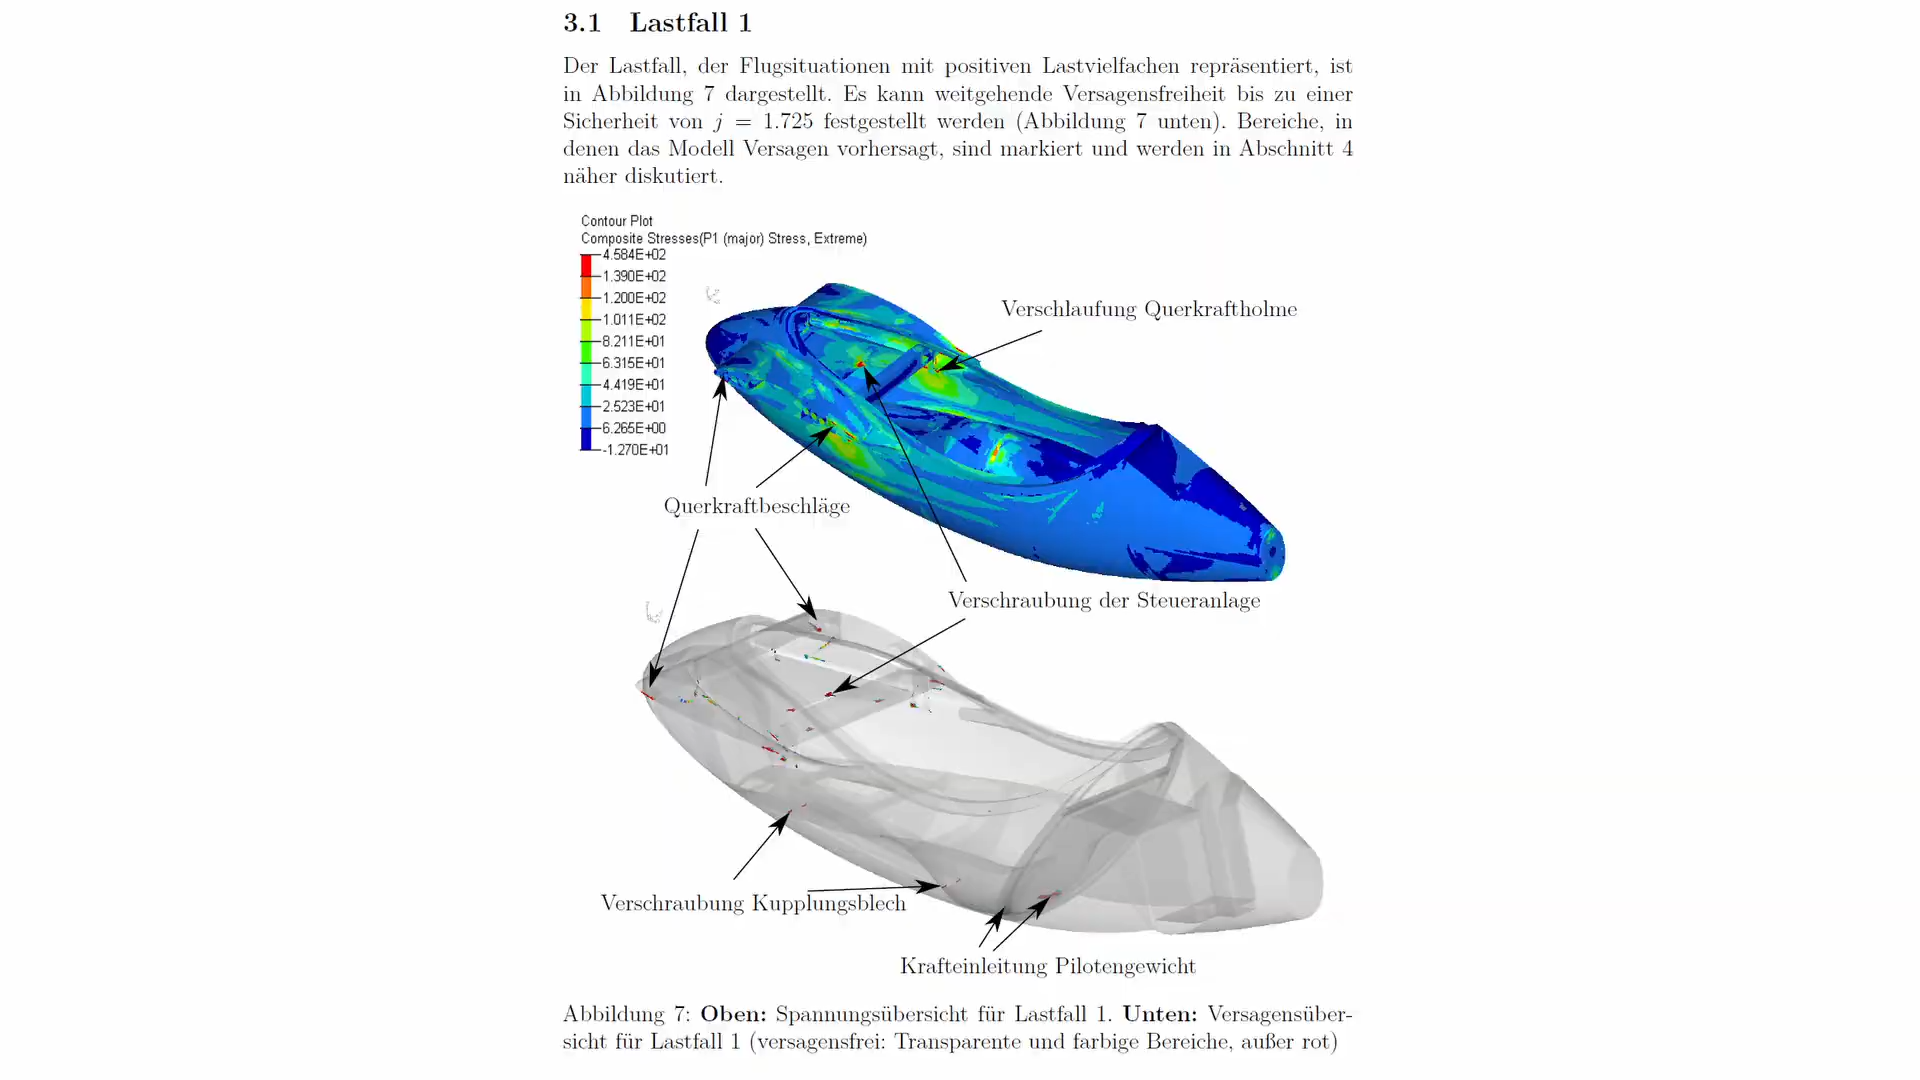 3.1 Lastfall 1
Der Lastfall, der Flugsituationen mit positiven Lastvielfachen repräsentiert, ist
in Abbildung 7 dargestellt. Es kann weitgehende Versagensfreiheit bis zu einer
Sicherheit von j = 1.725 festgestellt werden (Abbildung 7 unten). Bereiche, in
denen das Modell Versagen vorhersagt, sind markiert und werden in Abschnitt 4
näher diskutiert.
Contour Plot
Composite Stresses(P1 (major) Stress, Extreme)
4.584E+02
1.390E+02
1.200E+02
1.011E+02
8.211E+01
6.315E+01
4.419E+01
2.523E+01
6.265E+00
-1.270E+01
Verschlaufung Querkraftholme
Querkraftbeschläge
Verschraubung der Steueranlage
Verschraubung Kupplungsblech
Krafteinleitung Pilotengewicht
Abbildung 7: Oben: Spannungsübersicht für Lastfall 1. Unten: Versagensüber-
sicht für Lastfall 1 (versagensfrei: Transparente und farbige Bereiche, außer rot)